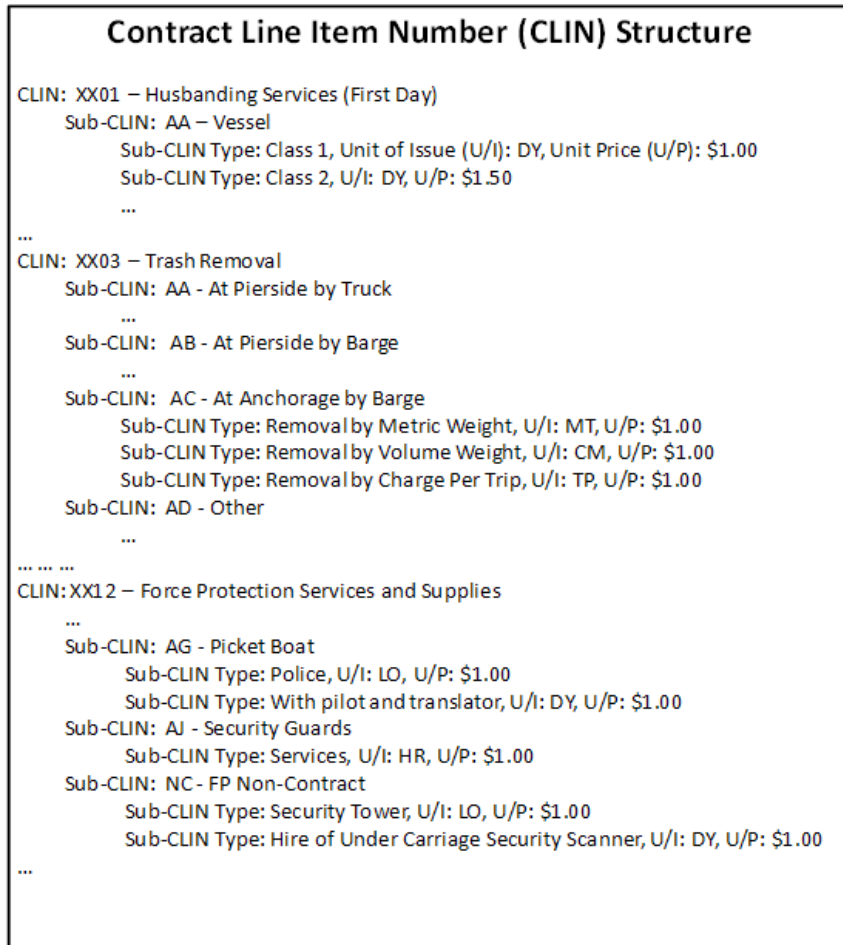 Contract Line Item Number (CLIN) Structure
CLIN: XX01 – Husbanding Services (First Day)
Sub-CLIN: AA – Vessel
Sub-CLIN Type: Class 1, Unit of Issue (U/I): DY, Unit Price (U/P): $1.00
Sub-CLIN Type: Class 2, U/I: DY, U/P: $1.50
...
...
CLIN: XX03 – Trash Removal
Sub-CLIN: AA - At Pierside by Truck
...
Sub-CLIN: AB - At Pierside by Barge
...
Sub-CLIN: AC - At Anchorage by Barge
Sub-CLIN Type: Removal by Metric Weight, U/I: MT, U/P: $1.00
Sub-CLIN Type: Removal by Volume Weight, U/I: CM, U/P: $1.00
Sub-CLIN Type: Removal by Charge Per Trip, U/I: TP, U/P: $1.00
Sub-CLIN: AD - Other
...
... ... ...
CLIN: XX12 – Force Protection Services and Supplies
...
Sub-CLIN: AG - Picket Boat
Sub-CLIN Type: Police, U/I: LO, U/P: $1.00
Sub-CLIN Type: With pilot and translator, U/I: DY, U/P: $1.00
Sub-CLIN: AJ - Security Guards
Sub-CLIN Type: Services, U/I: HR, U/P: $1.00
Sub-CLIN: NC - FP Non-Contract
Sub-CLIN Type: Security Tower, U/I: LO, U/P: $1.00
Sub-CLIN Type: Hire of Under Carriage Security Scanner, U/I: DY, U/P: $1.00
...